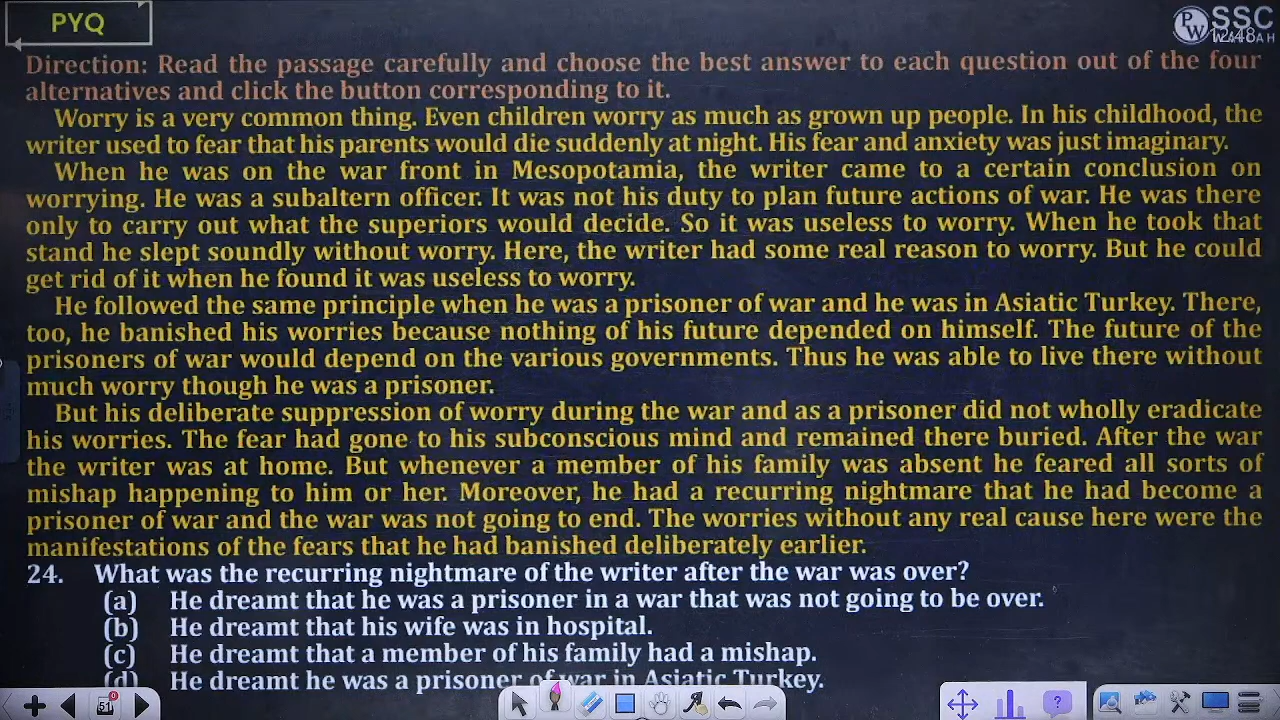 PYQ
SSC
12:48
Direction: Read the passage carefully and choose the best answer to each question out of the four
alternatives and click the button corresponding to it.
Worry is a very common thing. Even children worry as much as grown up people. In his childhood, the
writer used to fear that his parents would die suddenly at night. His fear and anxiety was just imaginary.
When he was on the war front in Mesopotamia, the writer came to a certain conclusion on
worrying. He was a subaltern officer. It was not his duty to plan future actions of war. He was there
only to carry out what the superiors would decide. So it was useless to worry. When he took that
stand he slept soundly without worry. Here, the writer had some real reason to worry. But he could
get rid of it when he found it was useless to worry.
He followed the same principle when he was a prisoner of war and he was in Asiatic Turkey. There,
too, he banished his worries because nothing of his future depended on himself. The future of the
prisoners of war would depend on the various governments. Thus he was able to live there without
much worry though he was a prisoner.
But his deliberate suppression of worry during the war and as a prisoner did not wholly eradicate
his worries. The fear had gone to his subconscious mind and remained there buried. After the war
the writer was at home. But whenever a member of his family was absent he feared all sorts of
mishap happening to him or her. Moreover, he had a recurring nightmare that he had become a
prisoner of war and the war was not going to end. The worries without any real cause here were the
manifestations of the fears that he had banished deliberately earlier.
24. What was the recurring nightmare of the writer after the war was over?
(a) He dreamt that he was a prisoner in a war that was not going to be over.
(b) He dreamt that his wife was in hospital.
(c) He dreamt that a member of his family had a mishap.
(d) He dreamt he was a prisoner of war in Asiatic Turkey.
51
0